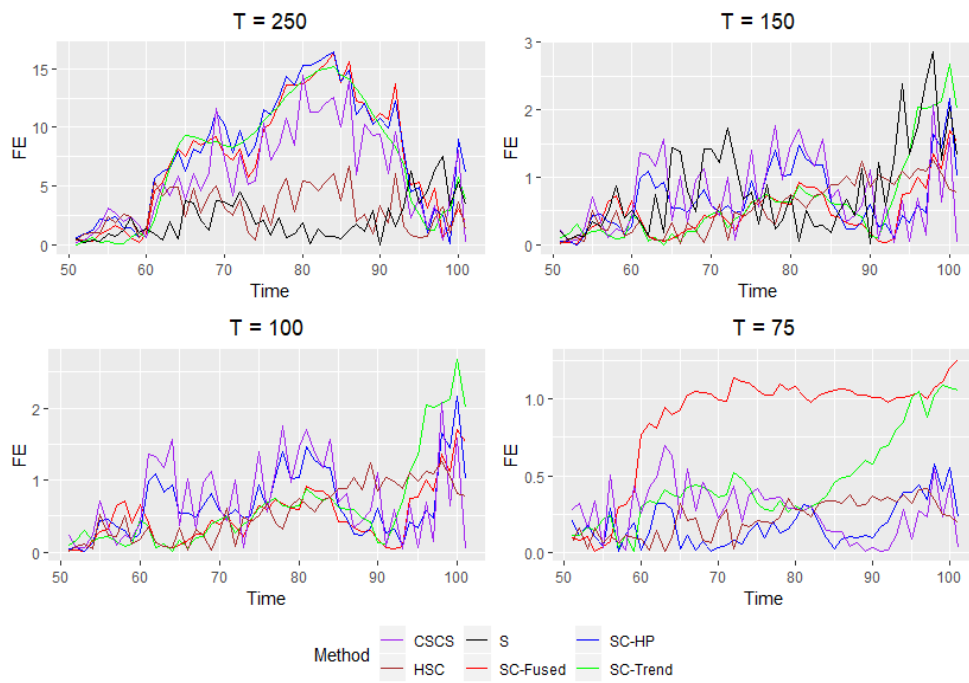 T = 250
FE
15
10
5
0
50 60 70 80 90 100
Time
T = 150
FE
3
2
1
0
50 60 70 80 90 100
Time
T = 100
FE
2
1
0
50 60 70 80 90 100
Time
T = 75
FE
1.0
0.5
0.0
50 60 70 80 90 100
Time
Method
CSCS S SC-HP
HSC SC-Fused SC-Trend